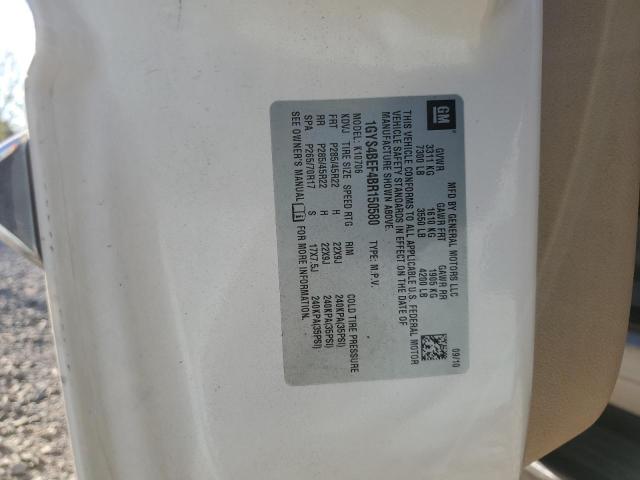 GM
MFD BY GENERAL MOTORS LLC
09/10
GVWR GAWR FRT GAWR RR
3311 KG 1610 KG 1905 KG
7300 LB 3550 LB 4200 LB
THIS VEHICLE CONFORMS TO ALL APPLICABLE U.S. FEDERAL MOTOR
VEHICLE SAFETY STANDARDS IN EFFECT ON THE DATE OF
MANUFACTURE SHOWN ABOVE.
1GYS4BEF4BR150580 TYPE: M.P.V.
MODEL: K10706
KDVJ TIRE SIZE SPEED RTG RIM COLD TIRE PRESSURE
FRT P285/45R22 H 22X9J 240KPA(35PSI)
RR P285/45R22 H 22X9J 240KPA(35PSI)
SPA P265/70R17 S 17X7.5J 240KPA(35PSI)
SEE OWNER'S MANUAL FOR MORE INFORMATION.